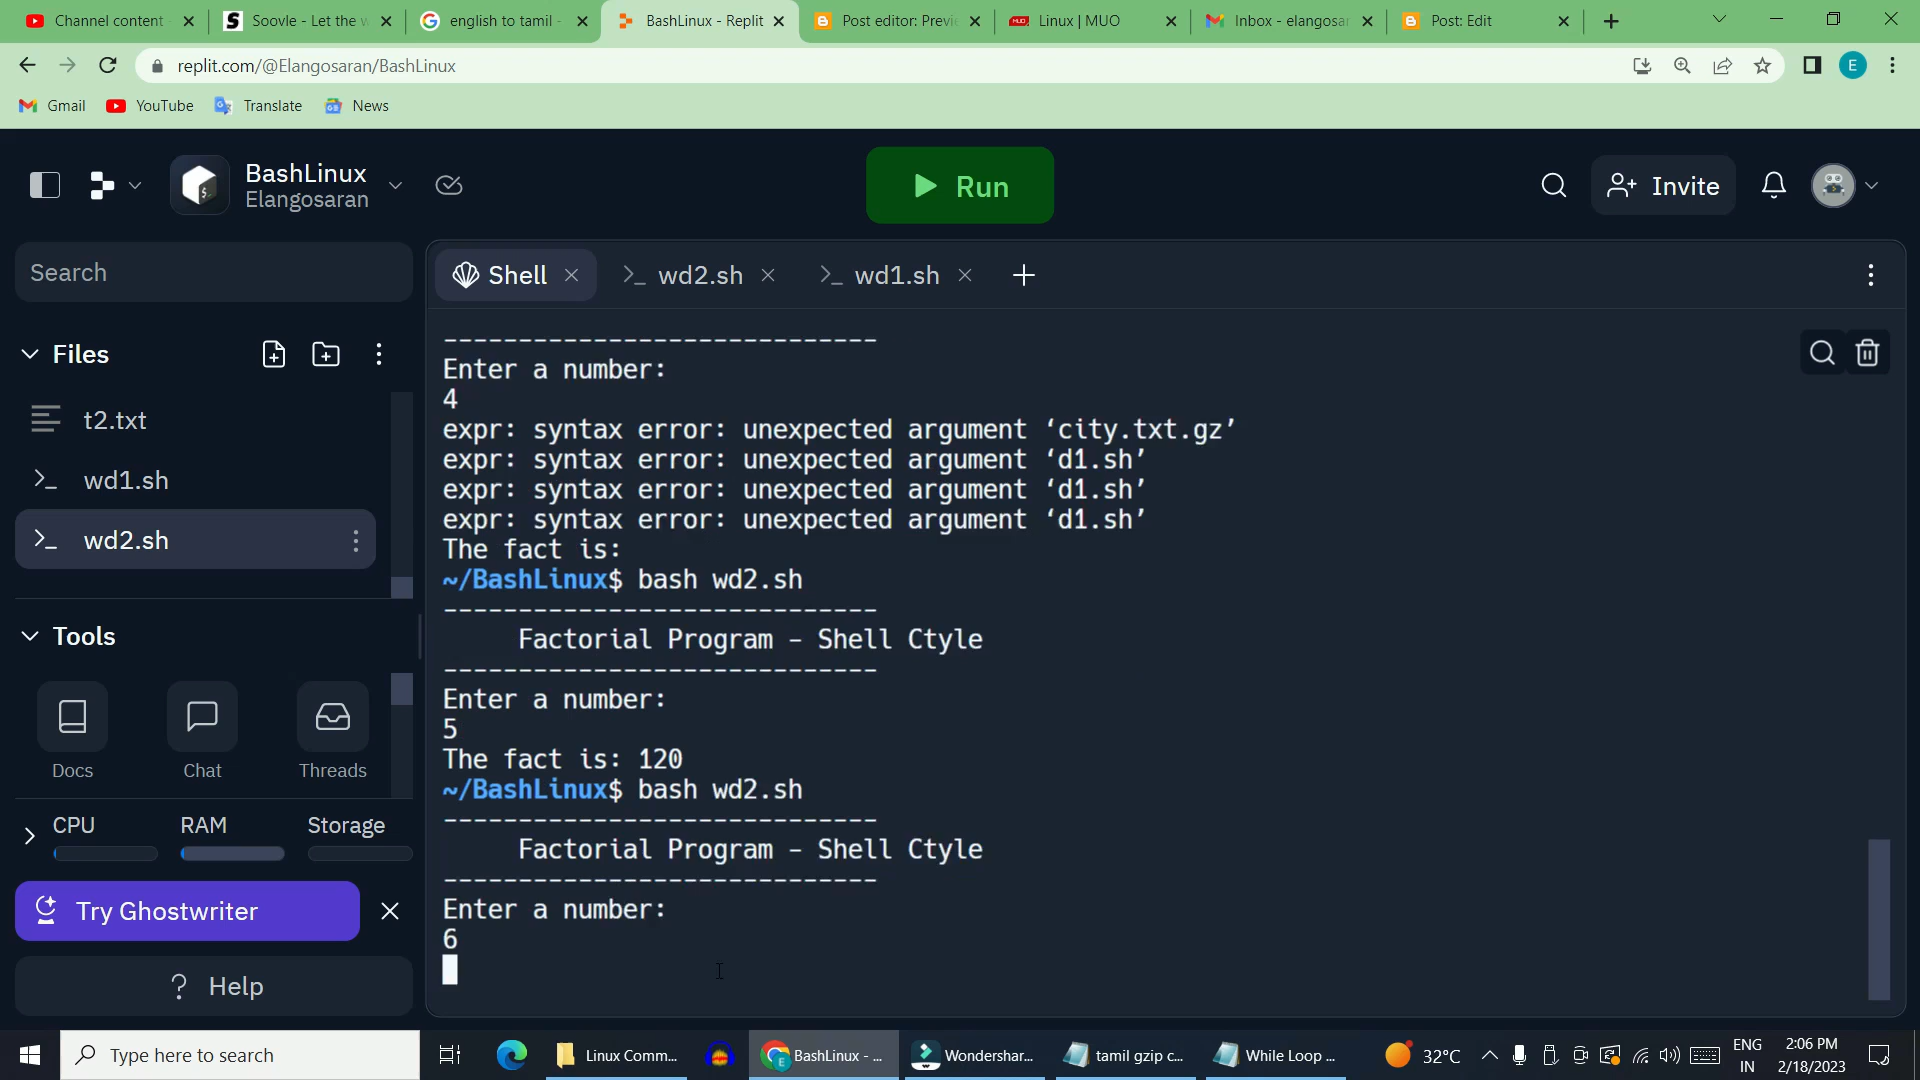 Channel content -
Soovle - Let the w
english to tamil -
BashLinux - Replit
Post editor: Previe
Linux | MUO
Inbox - elangosar
Post: Edit
replit.com/@Elangosaran/BashLinux
E
Gmail
YouTube
Translate
News
BashLinux
Elangosaran
Run
Invite
Search
Shell
wd2.sh
wd1.sh
Files
t2.txt
wd1.sh
wd2.sh
Tools
Docs
Chat
Threads
CPU
RAM
Storage
Try Ghostwriter
? Help
-----------------------------
Enter a number:
4
expr: syntax error: unexpected argument ‘city.txt.gz’
expr: syntax error: unexpected argument ‘d1.sh’
expr: syntax error: unexpected argument ‘d1.sh’
expr: syntax error: unexpected argument ‘d1.sh’
The fact is:
~/BashLinux$ bash wd2.sh
-----------------------------
Factorial Program - Shell Ctyle
-----------------------------
Enter a number:
5
The fact is: 120
~/BashLinux$ bash wd2.sh
-----------------------------
Factorial Program - Shell Ctyle
-----------------------------
Enter a number:
6
Type here to search
Linux Comm...
BashLinux - ...
Wondershar...
tamil gzip c...
While Loop ...
32°C
ENG
IN
2:06 PM
2/18/2023